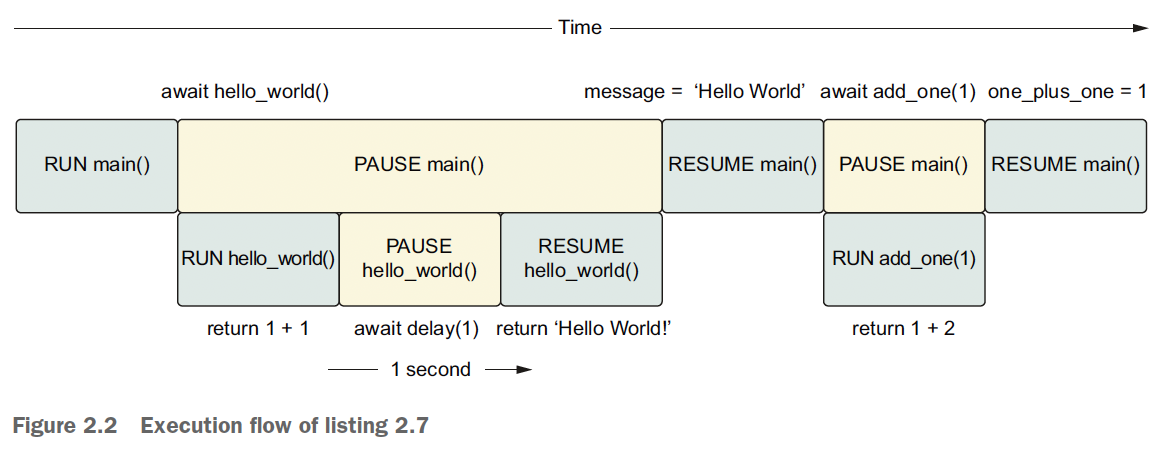 Time
await hello_world()
message = ‘Hello World’
await add_one(1)
one_plus_one = 1
RUN main()
PAUSE main()
RESUME main()
PAUSE main()
RESUME main()
RUN hello_world()
PAUSE
hello_world()
RESUME
hello_world()
RUN add_one(1)
return 1 + 1
await delay(1)
return ‘Hello World!’
return 1 + 2
1 second
Figure 2.2 Execution flow of listing 2.7